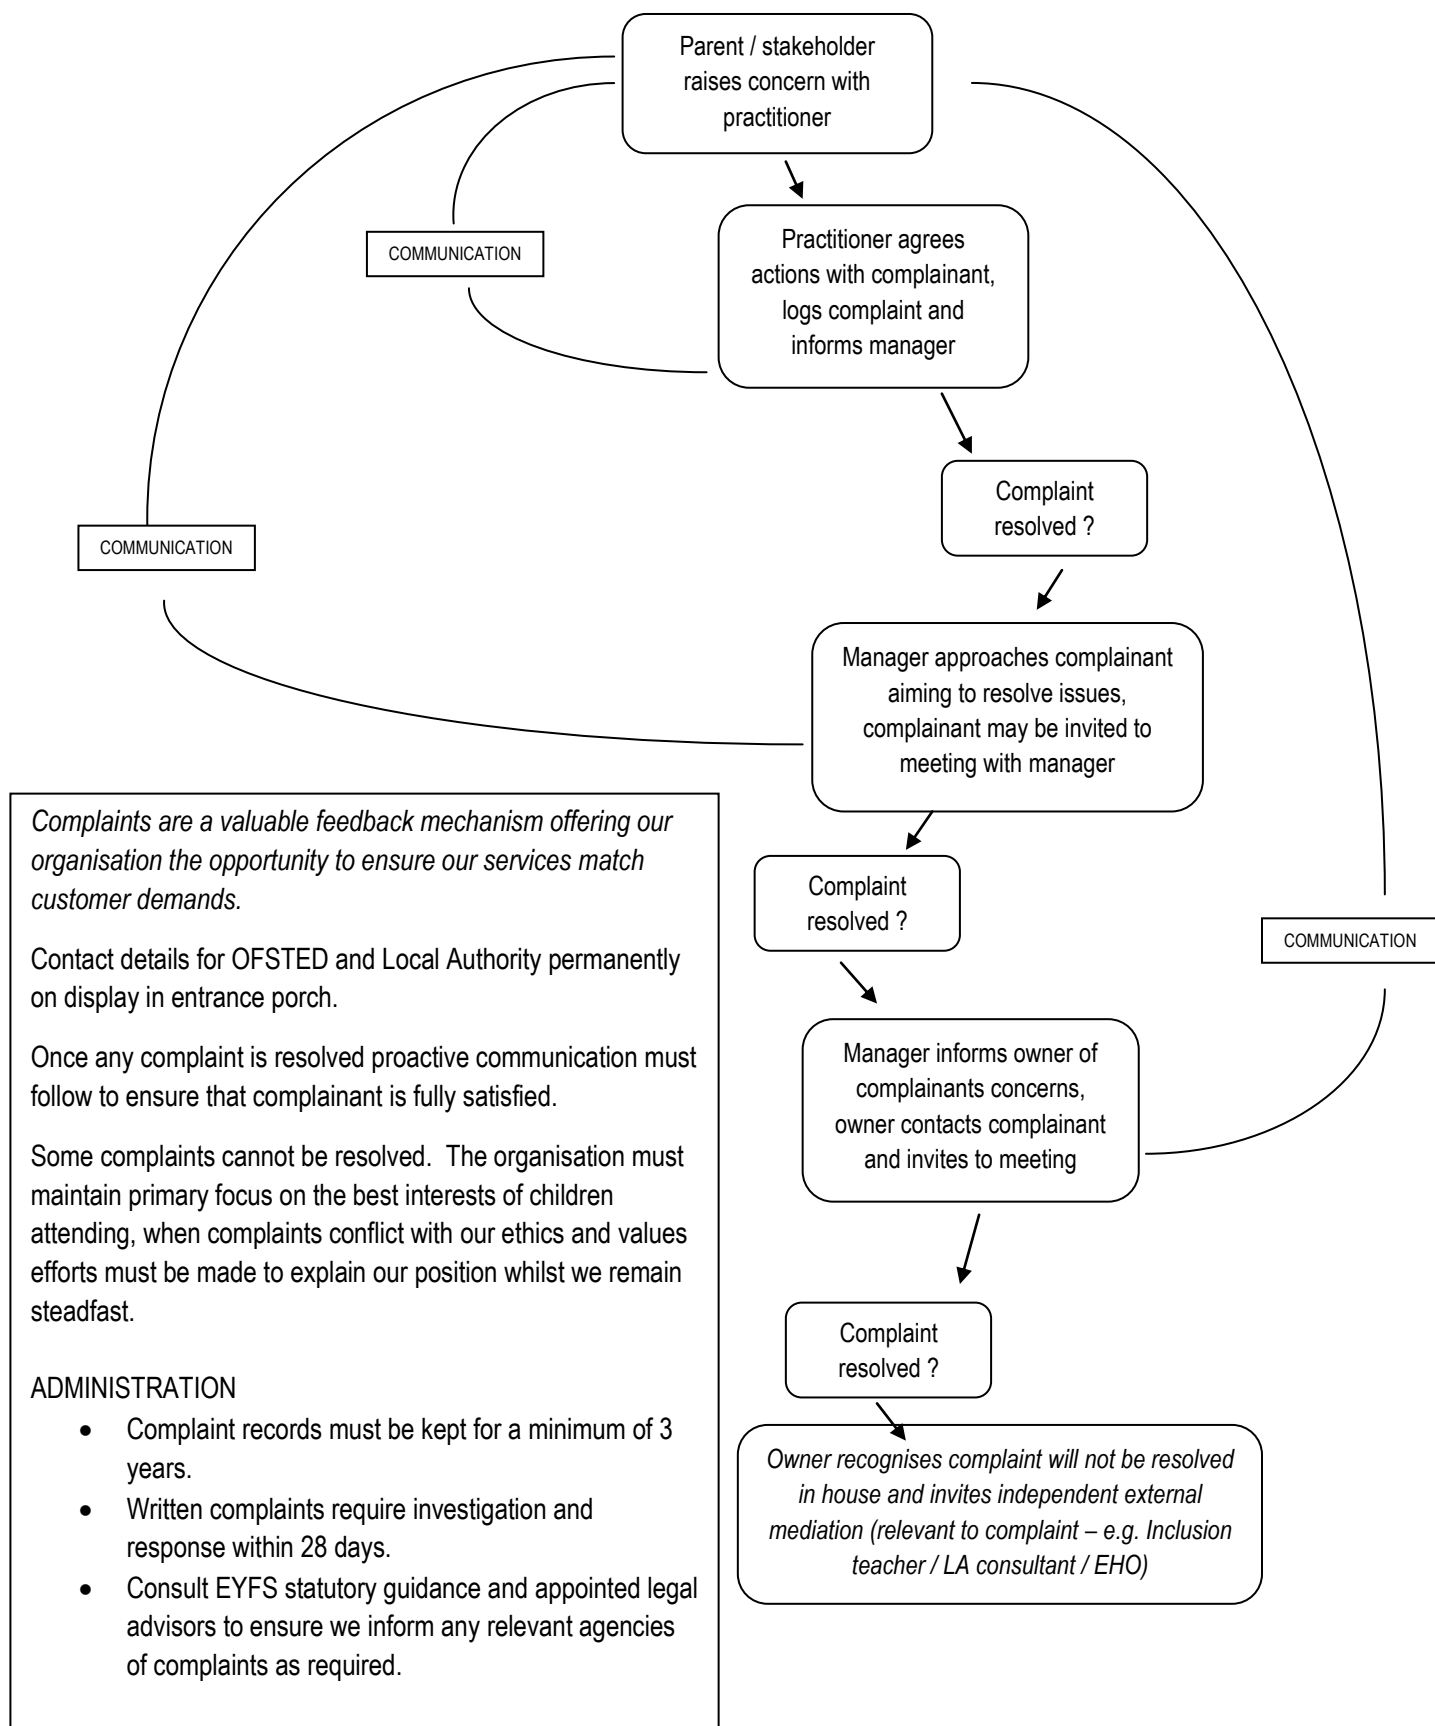 Parent / stakeholder
raises concern with
practitioner
COMMUNICATION
Practitioner agrees
actions with complainant,
logs complaint and
informs manager
Complaint
resolved ?
COMMUNICATION
Manager approaches complainant
aiming to resolve issues,
complainant may be invited to
meeting with manager
Complaint
resolved ?
COMMUNICATION
Manager informs owner of
complainants concerns,
owner contacts complainant
and invites to meeting
Complaint
resolved ?
Owner recognises complaint will not be resolved
in house and invites independent external
mediation (relevant to complaint – e.g. Inclusion
teacher / LA consultant / EHO)
Complaints are a valuable feedback mechanism offering our
organisation the opportunity to ensure our services match
customer demands.
Contact details for OFSTED and Local Authority permanently
on display in entrance porch.
Once any complaint is resolved proactive communication must
follow to ensure that complainant is fully satisfied.
Some complaints cannot be resolved.  The organisation must
maintain primary focus on the best interests of children
attending, when complaints conflict with our ethics and values
efforts must be made to explain our position whilst we remain
steadfast.
ADMINISTRATION
• Complaint records must be kept for a minimum of 3
years.
• Written complaints require investigation and
response within 28 days.
• Consult EYFS statutory guidance and appointed legal
advisors to ensure we inform any relevant agencies
of complaints as required.